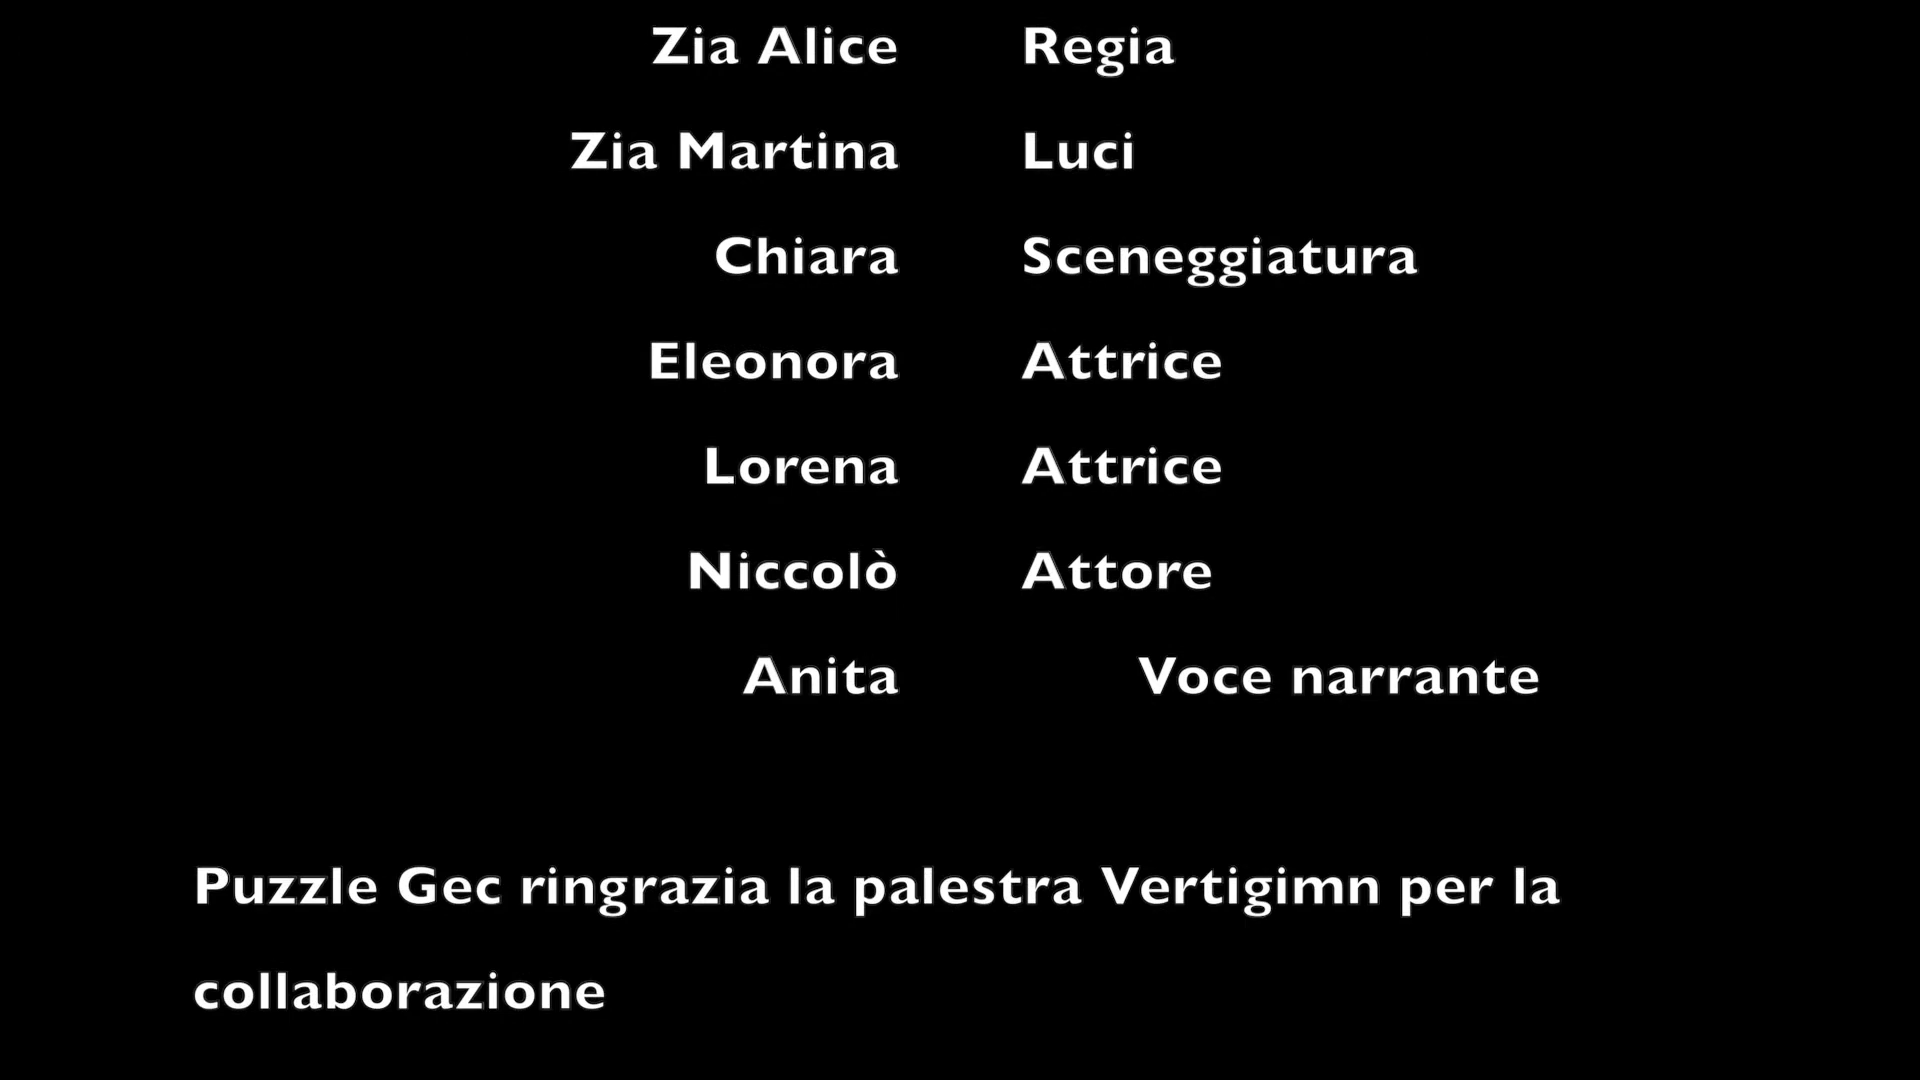 Zia Alice Regia
Zia Martina Luci
Chiara Sceneggiatura
Eleonora Attrice
Lorena Attrice
Niccolò Attore
Anita Voce narrante
Puzzle Gec ringrazia la palestra Vertigimn per la
collaborazione